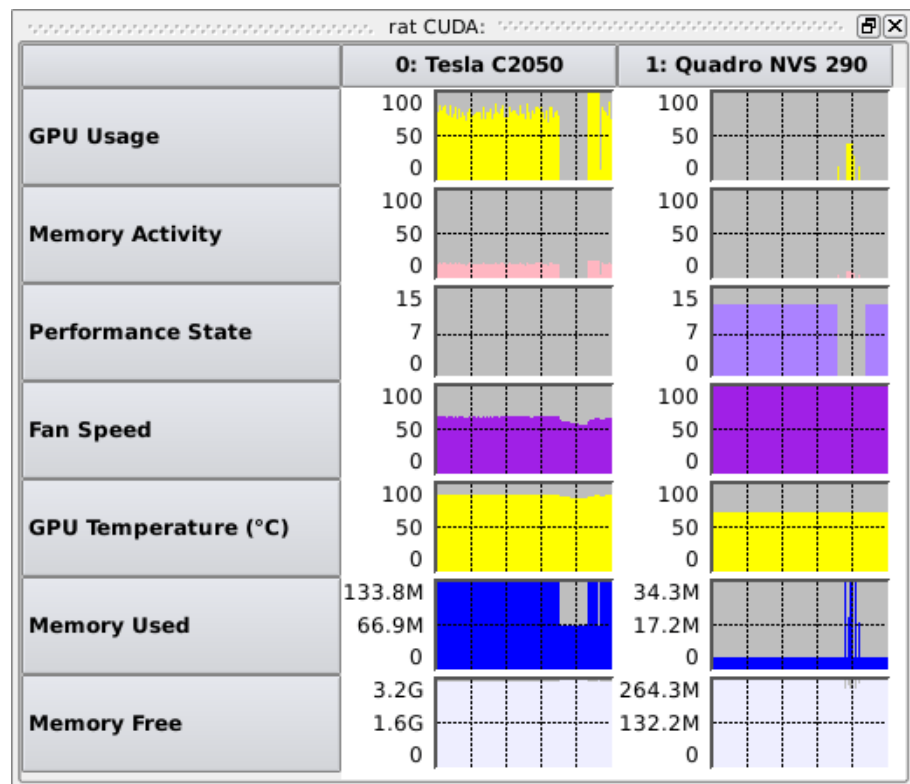 rat CUDA:
0: Tesla C2050 1: Quadro NVS 290
GPU Usage
100
50
0
100
50
0
Memory Activity
100
50
0
100
50
0
Performance State
15
7
0
15
7
0
Fan Speed
100
50
0
100
50
0
GPU Temperature (°C)
100
50
0
100
50
0
Memory Used
133.8M
66.9M
0
34.3M
17.2M
0
Memory Free
3.2G
1.6G
0
264.3M
132.2M
0